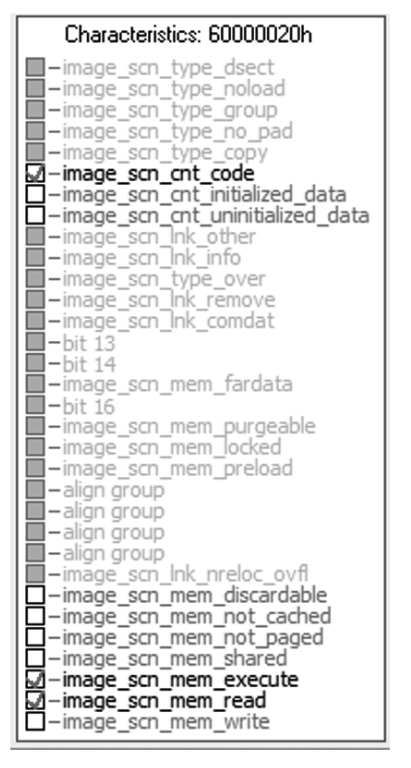 Characteristics: 60000020h
image_scn_type_dsect
image_scn_type_noload
image_scn_type_group
image_scn_type_no_pad
image_scn_type_copy
image_scn_cnt_code
image_scn_cnt_initialized_data
image_scn_cnt_uninitialized_data
image_scn_lnk_other
image_scn_lnk_info
image_scn_type_over
image_scn_lnk_remove
image_scn_lnk_comdat
bit 13
bit 14
image_scn_mem_fardata
bit 16
image_scn_mem_purgeable
image_scn_mem_locked
image_scn_mem_preload
align group
align group
align group
align group
image_scn_lnk_nreloc_ovfl
image_scn_mem_discardable
image_scn_mem_not_cached
image_scn_mem_not_paged
image_scn_mem_shared
image_scn_mem_execute
image_scn_mem_read
image_scn_mem_write